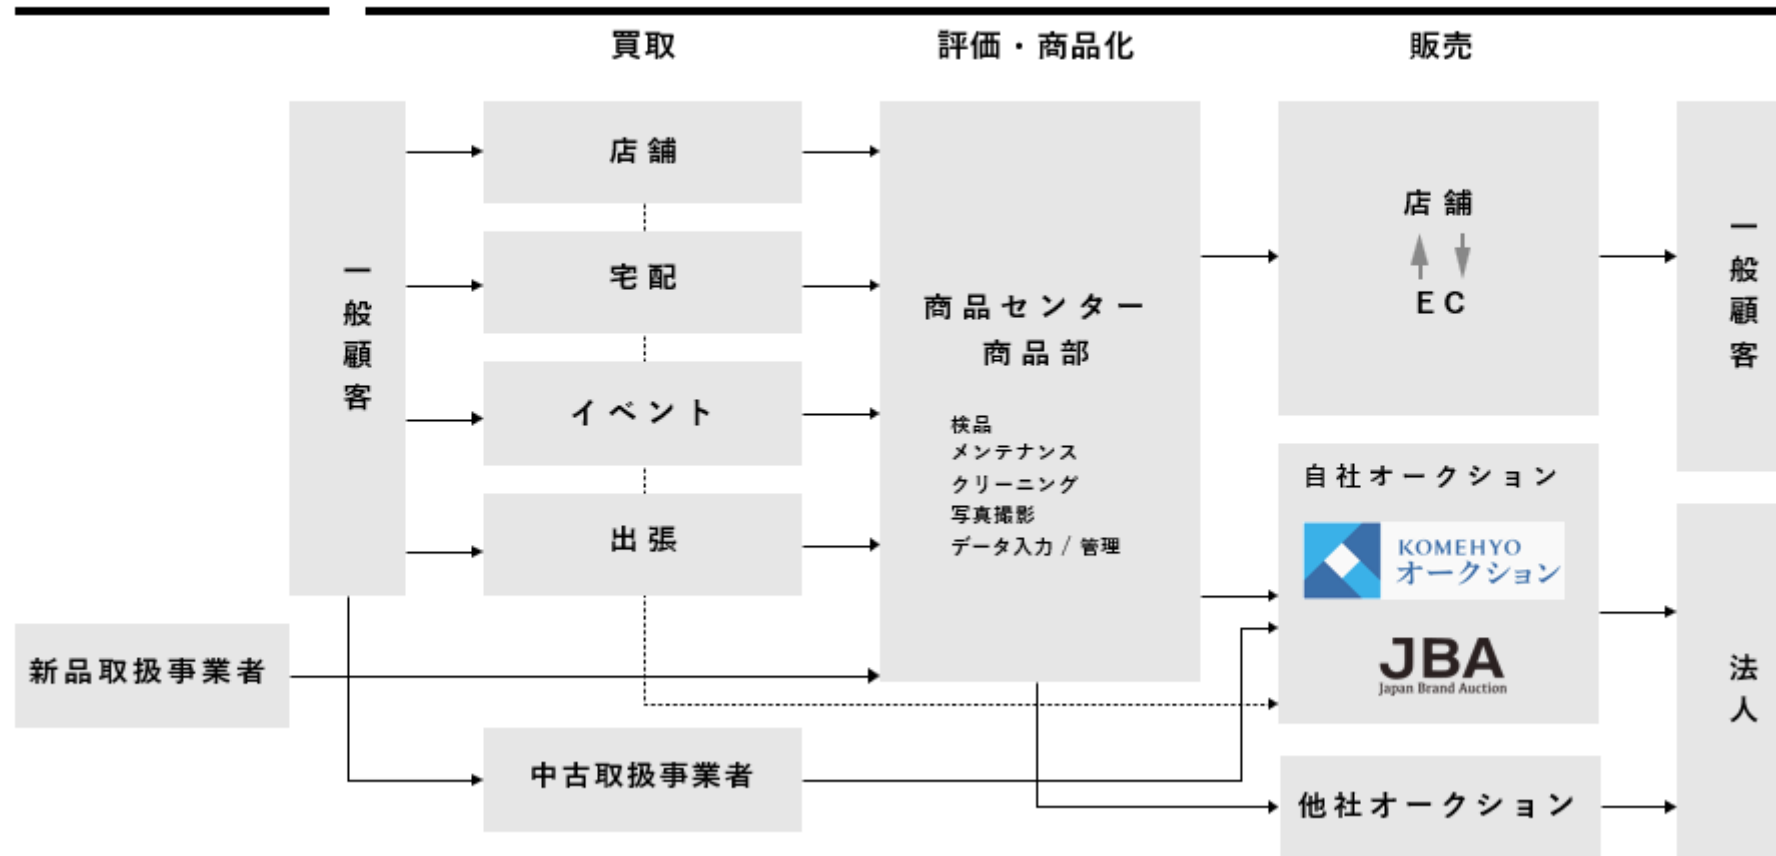 買取
評価・商品化
販売
一般顧客
店舗
宅配
イベント
出張
商品センター
商品部
検品
メンテナンス
クリーニング
写真撮影
データ入力 / 管理
店舗
EC
一般顧客
自社オークション
KOMEHYO
オークション
JBA
Japan Brand Auction
新品取扱事業者
中古取扱事業者
他社オークション
法人